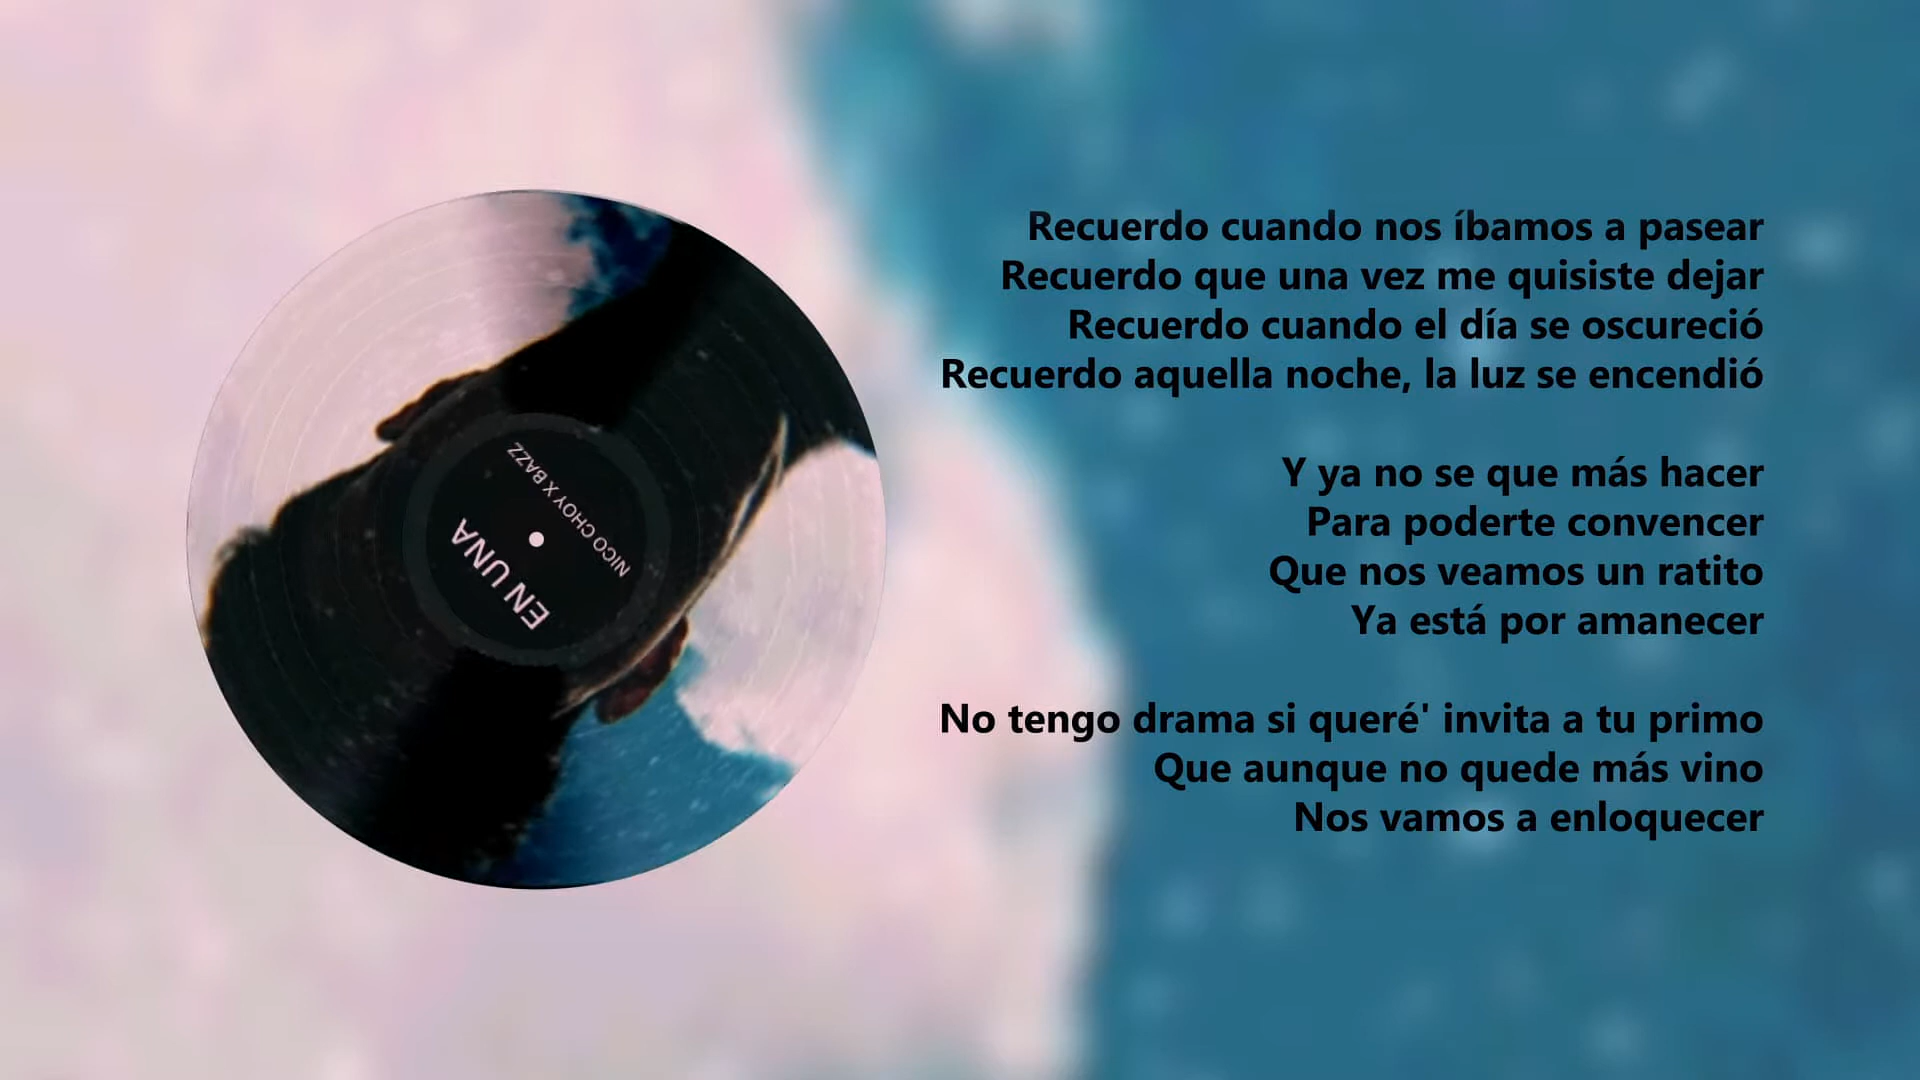 EN UNA
NICO CHOY X BAZZ
Recuerdo cuando nos íbamos a pasear
Recuerdo que una vez me quisiste dejar
Recuerdo cuando el día se oscureció
Recuerdo aquella noche, la luz se encendió
Y ya no se que más hacer
Para poderte convencer
Que nos veamos un ratito
Ya está por amanecer
No tengo drama si queré' invita a tu primo
Que aunque no quede más vino
Nos vamos a enloquecer